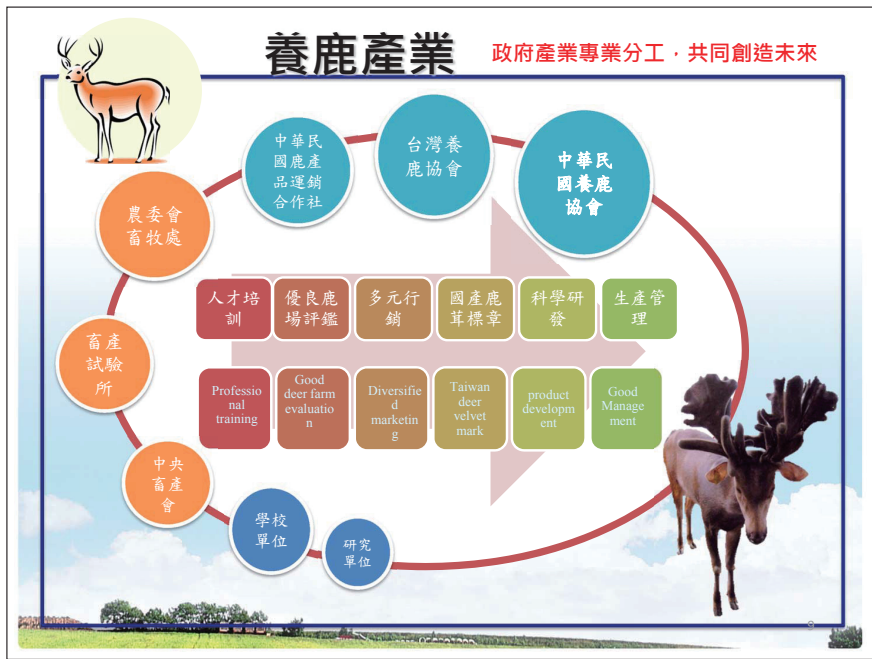 養鹿產業
政府產業專業分工，共同創造未來
中華民
國鹿產
品運銷
合作社
台灣養
鹿協會
中華民
國養鹿
協會
農委會
畜牧處
畜產
試驗
所
中央
畜產
會
學校
單位
研究
單位
人才培
訓
優良鹿
場評鑑
多元行
銷
國產鹿
茸標章
科學研
發
生產管
理
Professio
nal
training
Good
deer farm
evaluatio
n
Diversifie
d
marketin
g
Taiwan
deer
velvet
mark
product
developm
ent
Good
Manage
ment
9